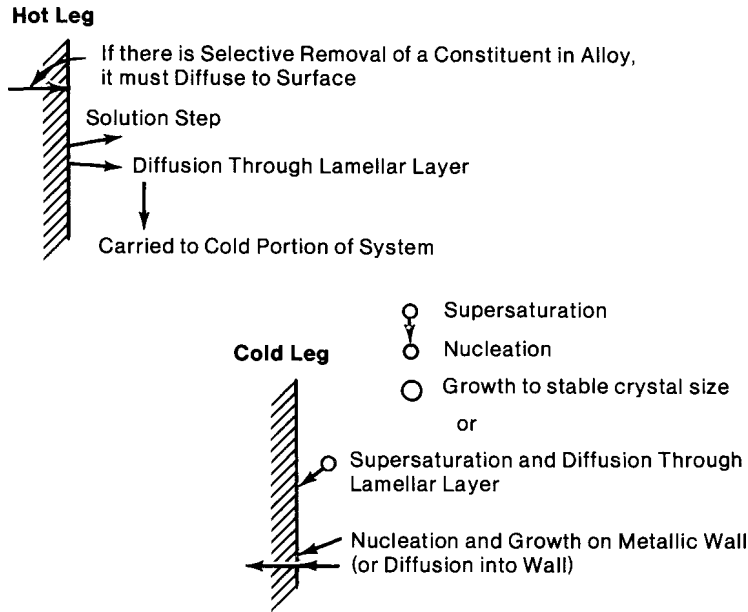 Hot Leg
If there is Selective Removal of a Constituent in Alloy,
it must Diffuse to Surface
Solution Step
Diffusion Through Lamellar Layer
Carried to Cold Portion of System
Supersaturation
Nucleation
Cold Leg
Growth to stable crystal size
or
Supersaturation and Diffusion Through
Lamellar Layer
Nucleation and Growth on Metallic Wall
(or Diffusion into Wall)